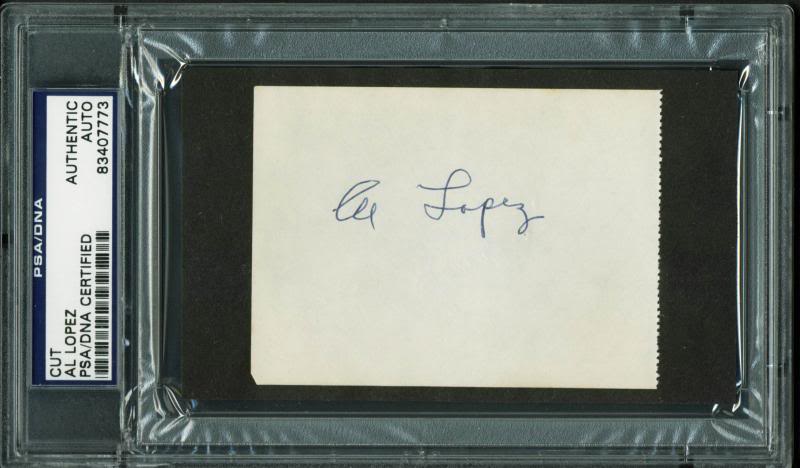 PSA/DNA
CUT
AL LOPEZ
PSA/DNA CERTIFIED
AUTHENTIC
AUTO
83407773
Al Lopez